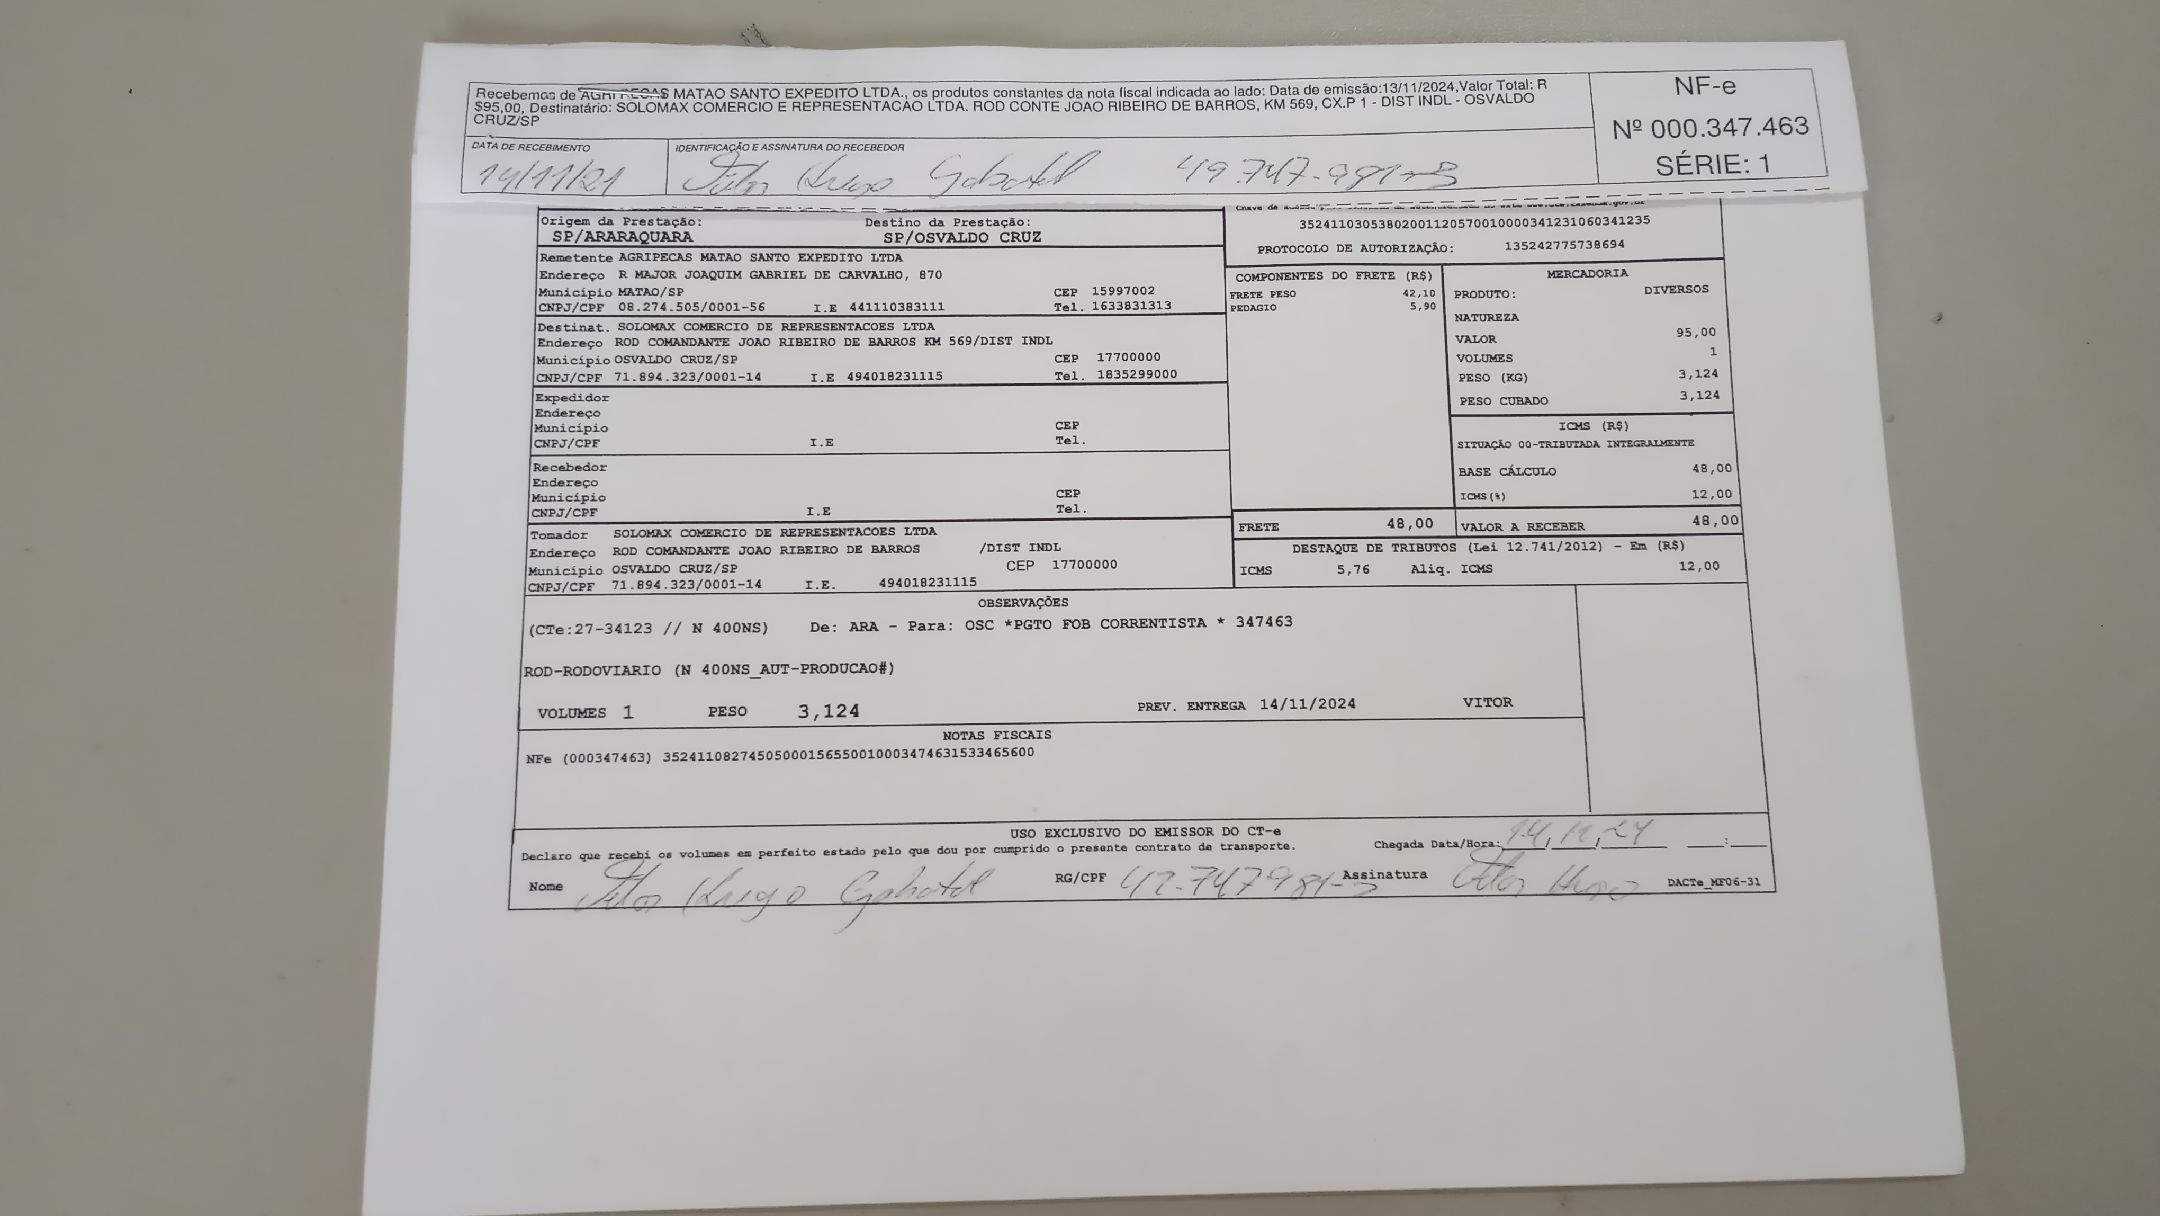 Recebemos de AGRIPECAS MATAO SANTO EXPEDITO LTDA., os produtos constantes da nota fiscal indicada ao lado: Data de emissão:13/11/2024,Valor Total: R
$95,00, Destinatário: SOLOMAX COMERCIO E REPRESENTACAO LTDA. ROD CONTE JOAO RIBEIRO DE BARROS, KM 569, CX.P 1 - DIST INDL - OSVALDO
CRUZ/SP
NF-e
Nº 000.347.463
SÉRIE: 1
DATA DE RECEBIMENTO
IDENTIFICAÇÃO E ASSINATURA DO RECEBEDOR
14/11/21
Hugo
Origem da Prestação: Destino da Prestação:
SP/ARARAQUARA SP/OSVALDO CRUZ
Chave de
35241103053802001120570010000341231060341235
PROTOCOLO DE AUTORIZAÇÃO: 135242775738694
Remetente AGRIPECAS MATAO SANTO EXPEDITO LTDA
Endereço R MAJOR JOAQUIM GABRIEL DE CARVALHO, 870
Município MATAO/SP CEP 15997002
CNPJ/CPF 08.274.505/0001-56 I.E 441110383111 Tel. 1633831313
Destinat. SOLOMAX COMERCIO DE REPRESENTACOES LTDA
Endereço ROD COMANDANTE JOAO RIBEIRO DE BARROS KM 569/DIST INDL
Município OSVALDO CRUZ/SP CEP 17700000
CNPJ/CPF 71.894.323/0001-14 I.E 494018231115 Tel. 1835299000
Expedidor
Endereço
Município CEP
CNPJ/CPF I.E Tel.
Recebedor
Endereço
Município CEP
CNPJ/CPF I.E Tel.
Tomador SOLOMAX COMERCIO DE REPRESENTACOES LTDA
Endereço ROD COMANDANTE JOAO RIBEIRO DE BARROS /DIST INDL
Município OSVALDO CRUZ/SP CEP 17700000
CNPJ/CPF 71.894.323/0001-14 I.E. 494018231115
COMPONENTES DO FRETE (R$)
FRETE PESO 42,10
PEDAGIO 5,90
MERCADORIA
PRODUTO: DIVERSOS
NATUREZA
VALOR 95,00
VOLUMES 1
PESO (KG) 3,124
PESO CUBADO 3,124
ICMS (R$)
SITUAÇÃO 00-TRIBUTADA INTEGRALMENTE
BASE CÁLCULO 48,00
ICMS(%) 12,00
FRETE 48,00 VALOR A RECEBER 48,00
DESTAQUE DE TRIBUTOS (Lei 12.741/2012) - Em (R$)
ICMS 5,76 Aliq. ICMS 12,00
OBSERVAÇÕES
(CTe:27-34123 // N 400NS) De: ARA - Para: OSC *PGTO FOB CORRENTISTA * 347463
ROD-RODOVIARIO (N 400NS_AUT-PRODUCAO#)
VOLUMES 1 PESO 3,124 PREV. ENTREGA 14/11/2024 VITOR
NOTAS FISCAIS
NFe (000347463) 35241108274505000156550010003474631533465600
USO EXCLUSIVO DO EMISSOR DO CT-e
Declaro que recebi os volumes em perfeito estado pelo que dou por cumprido o presente contrato de transporte. Chegada Data/Hora: 14,11,24 :
Nome Hugo RG/CPF Assinatura Hugo DACTe_MF06-31